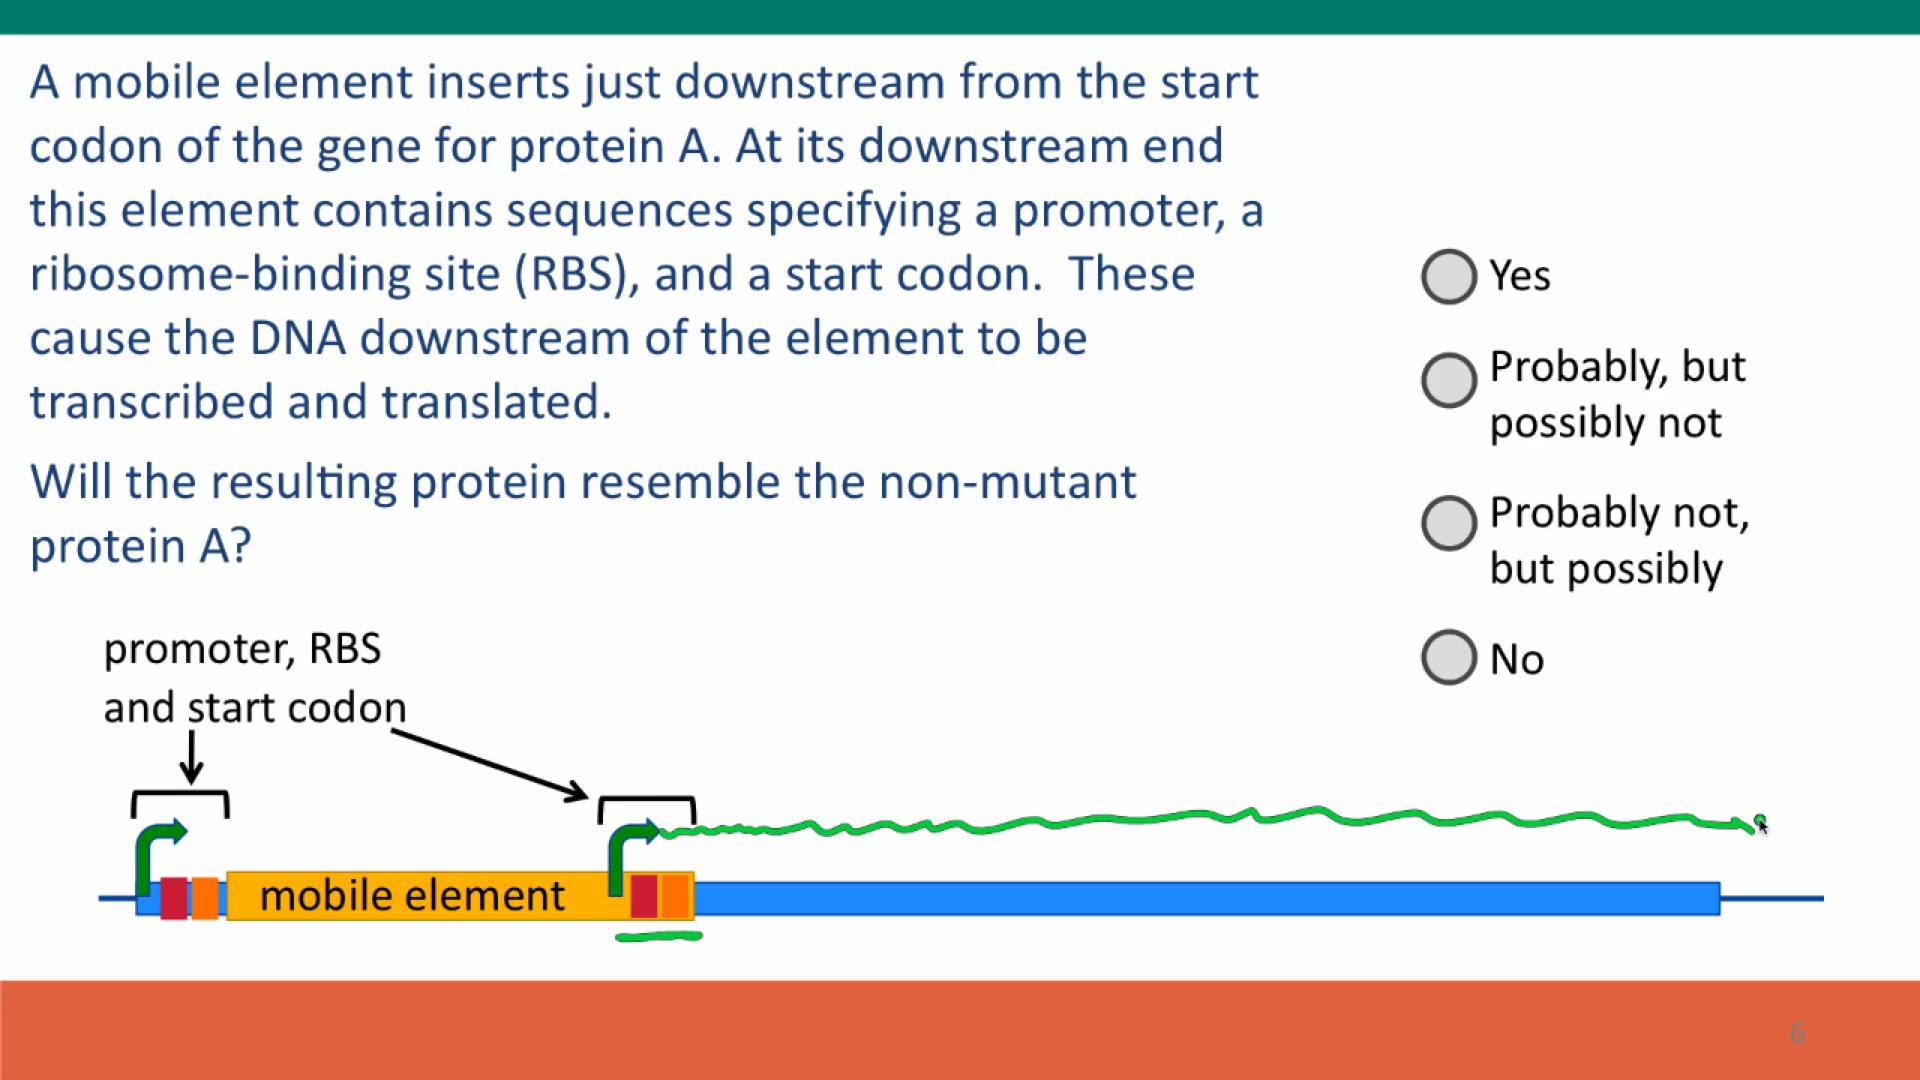 A mobile element inserts just downstream from the start
codon of the gene for protein A. At its downstream end
this element contains sequences specifying a promoter, a
ribosome-binding site (RBS), and a start codon.  These
cause the DNA downstream of the element to be
transcribed and translated.
Will the resulting protein resemble the non-mutant
protein A?
Yes
Probably, but
possibly not
Probably not,
but possibly
No
promoter, RBS
and start codon
mobile element
6